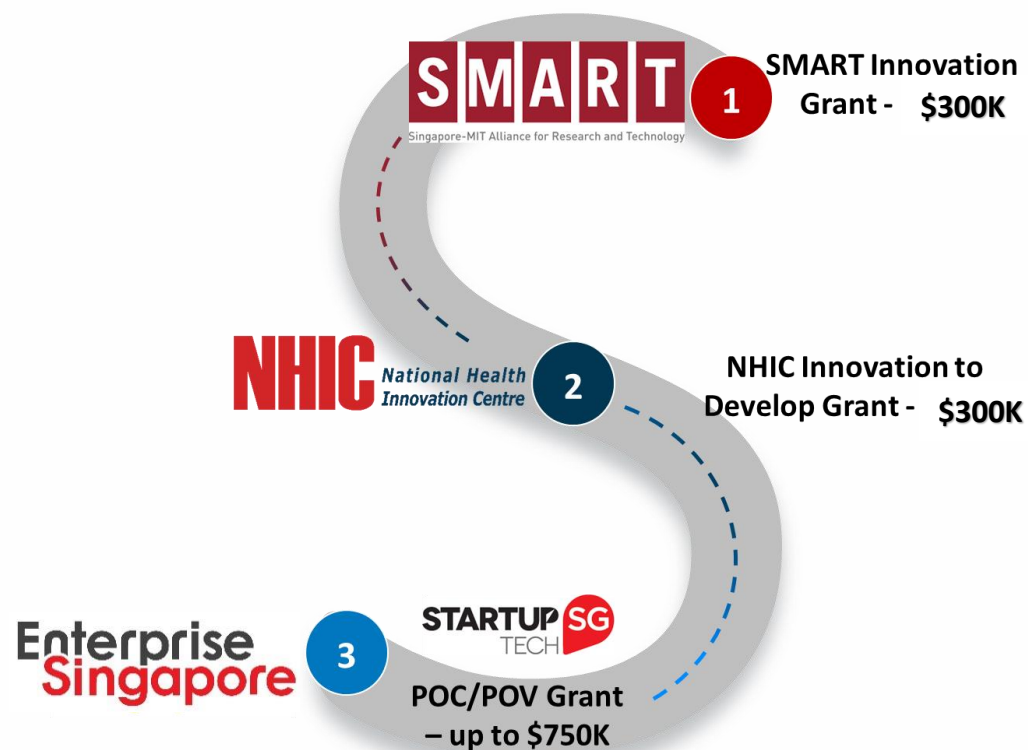 SMART
Singapore-MIT Alliance for Research and Technology
1
SMART Innovation
Grant - $300K
NHIC
National Health
Innovation Centre
2
NHIC Innovation to
Develop Grant - $300K
Enterprise
Singapore
3
STARTUP SG
TECH
POC/POV Grant
– up to $750K